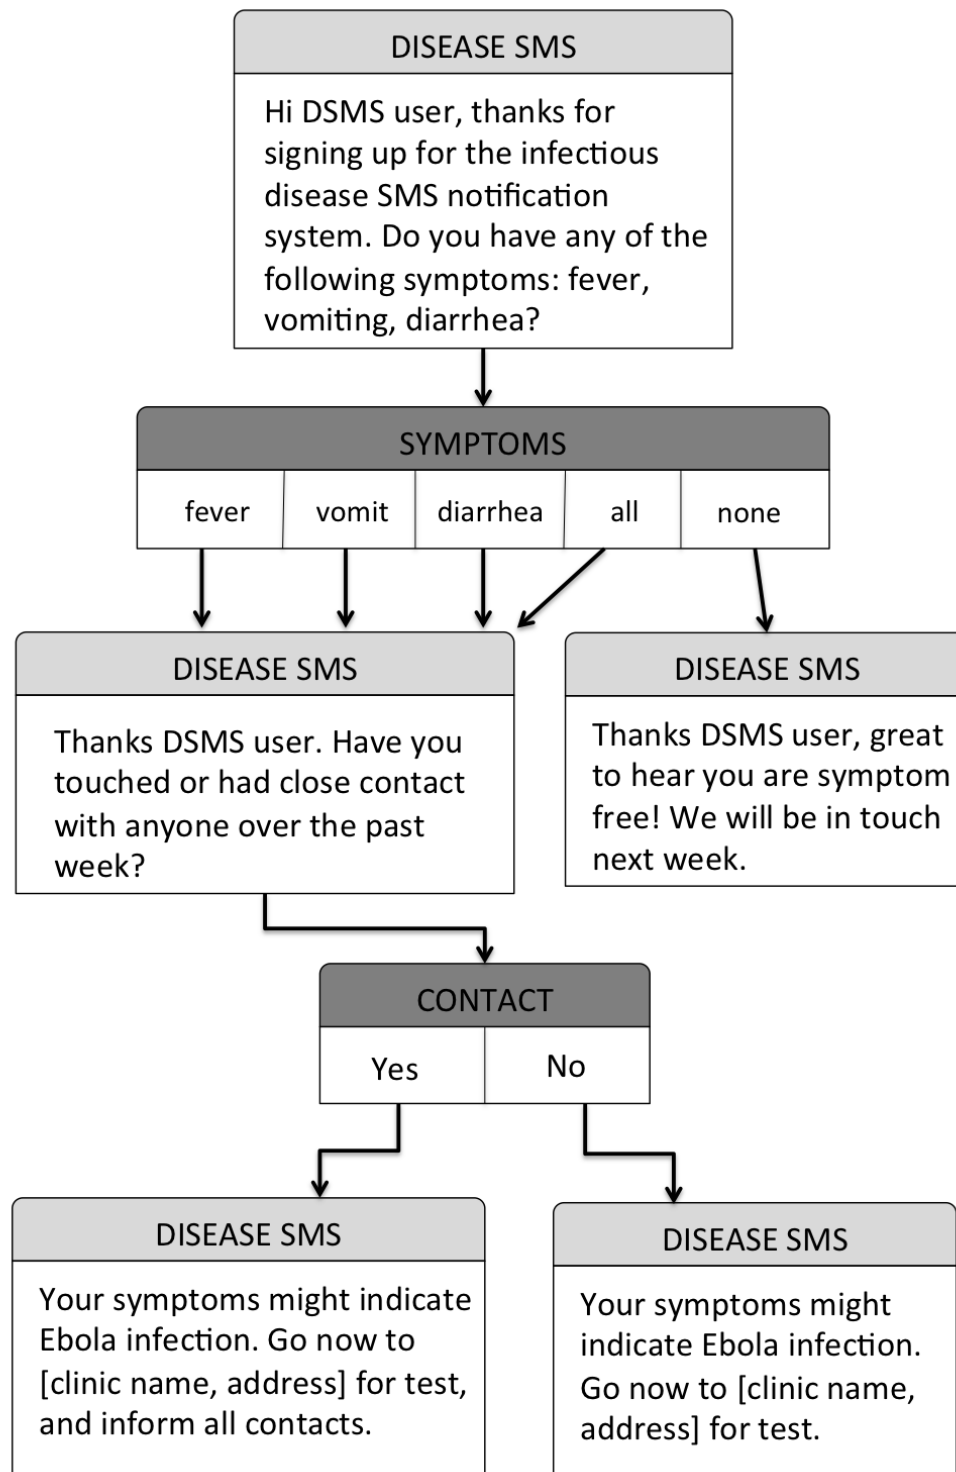 DISEASE SMS
Hi DSMS user, thanks for
signing up for the infectious
disease SMS notification
system. Do you have any of the
following symptoms: fever,
vomiting, diarrhea?
SYMPTOMS
fever vomit diarrhea all none
DISEASE SMS
Thanks DSMS user. Have you
touched or had close contact
with anyone over the past
week?
DISEASE SMS
Thanks DSMS user, great
to hear you are symptom
free! We will be in touch
next week.
CONTACT
Yes No
DISEASE SMS
Your symptoms might indicate
Ebola infection. Go now to
[clinic name, address] for test,
and inform all contacts.
DISEASE SMS
Your symptoms might
indicate Ebola infection.
Go now to [clinic name,
address] for test.